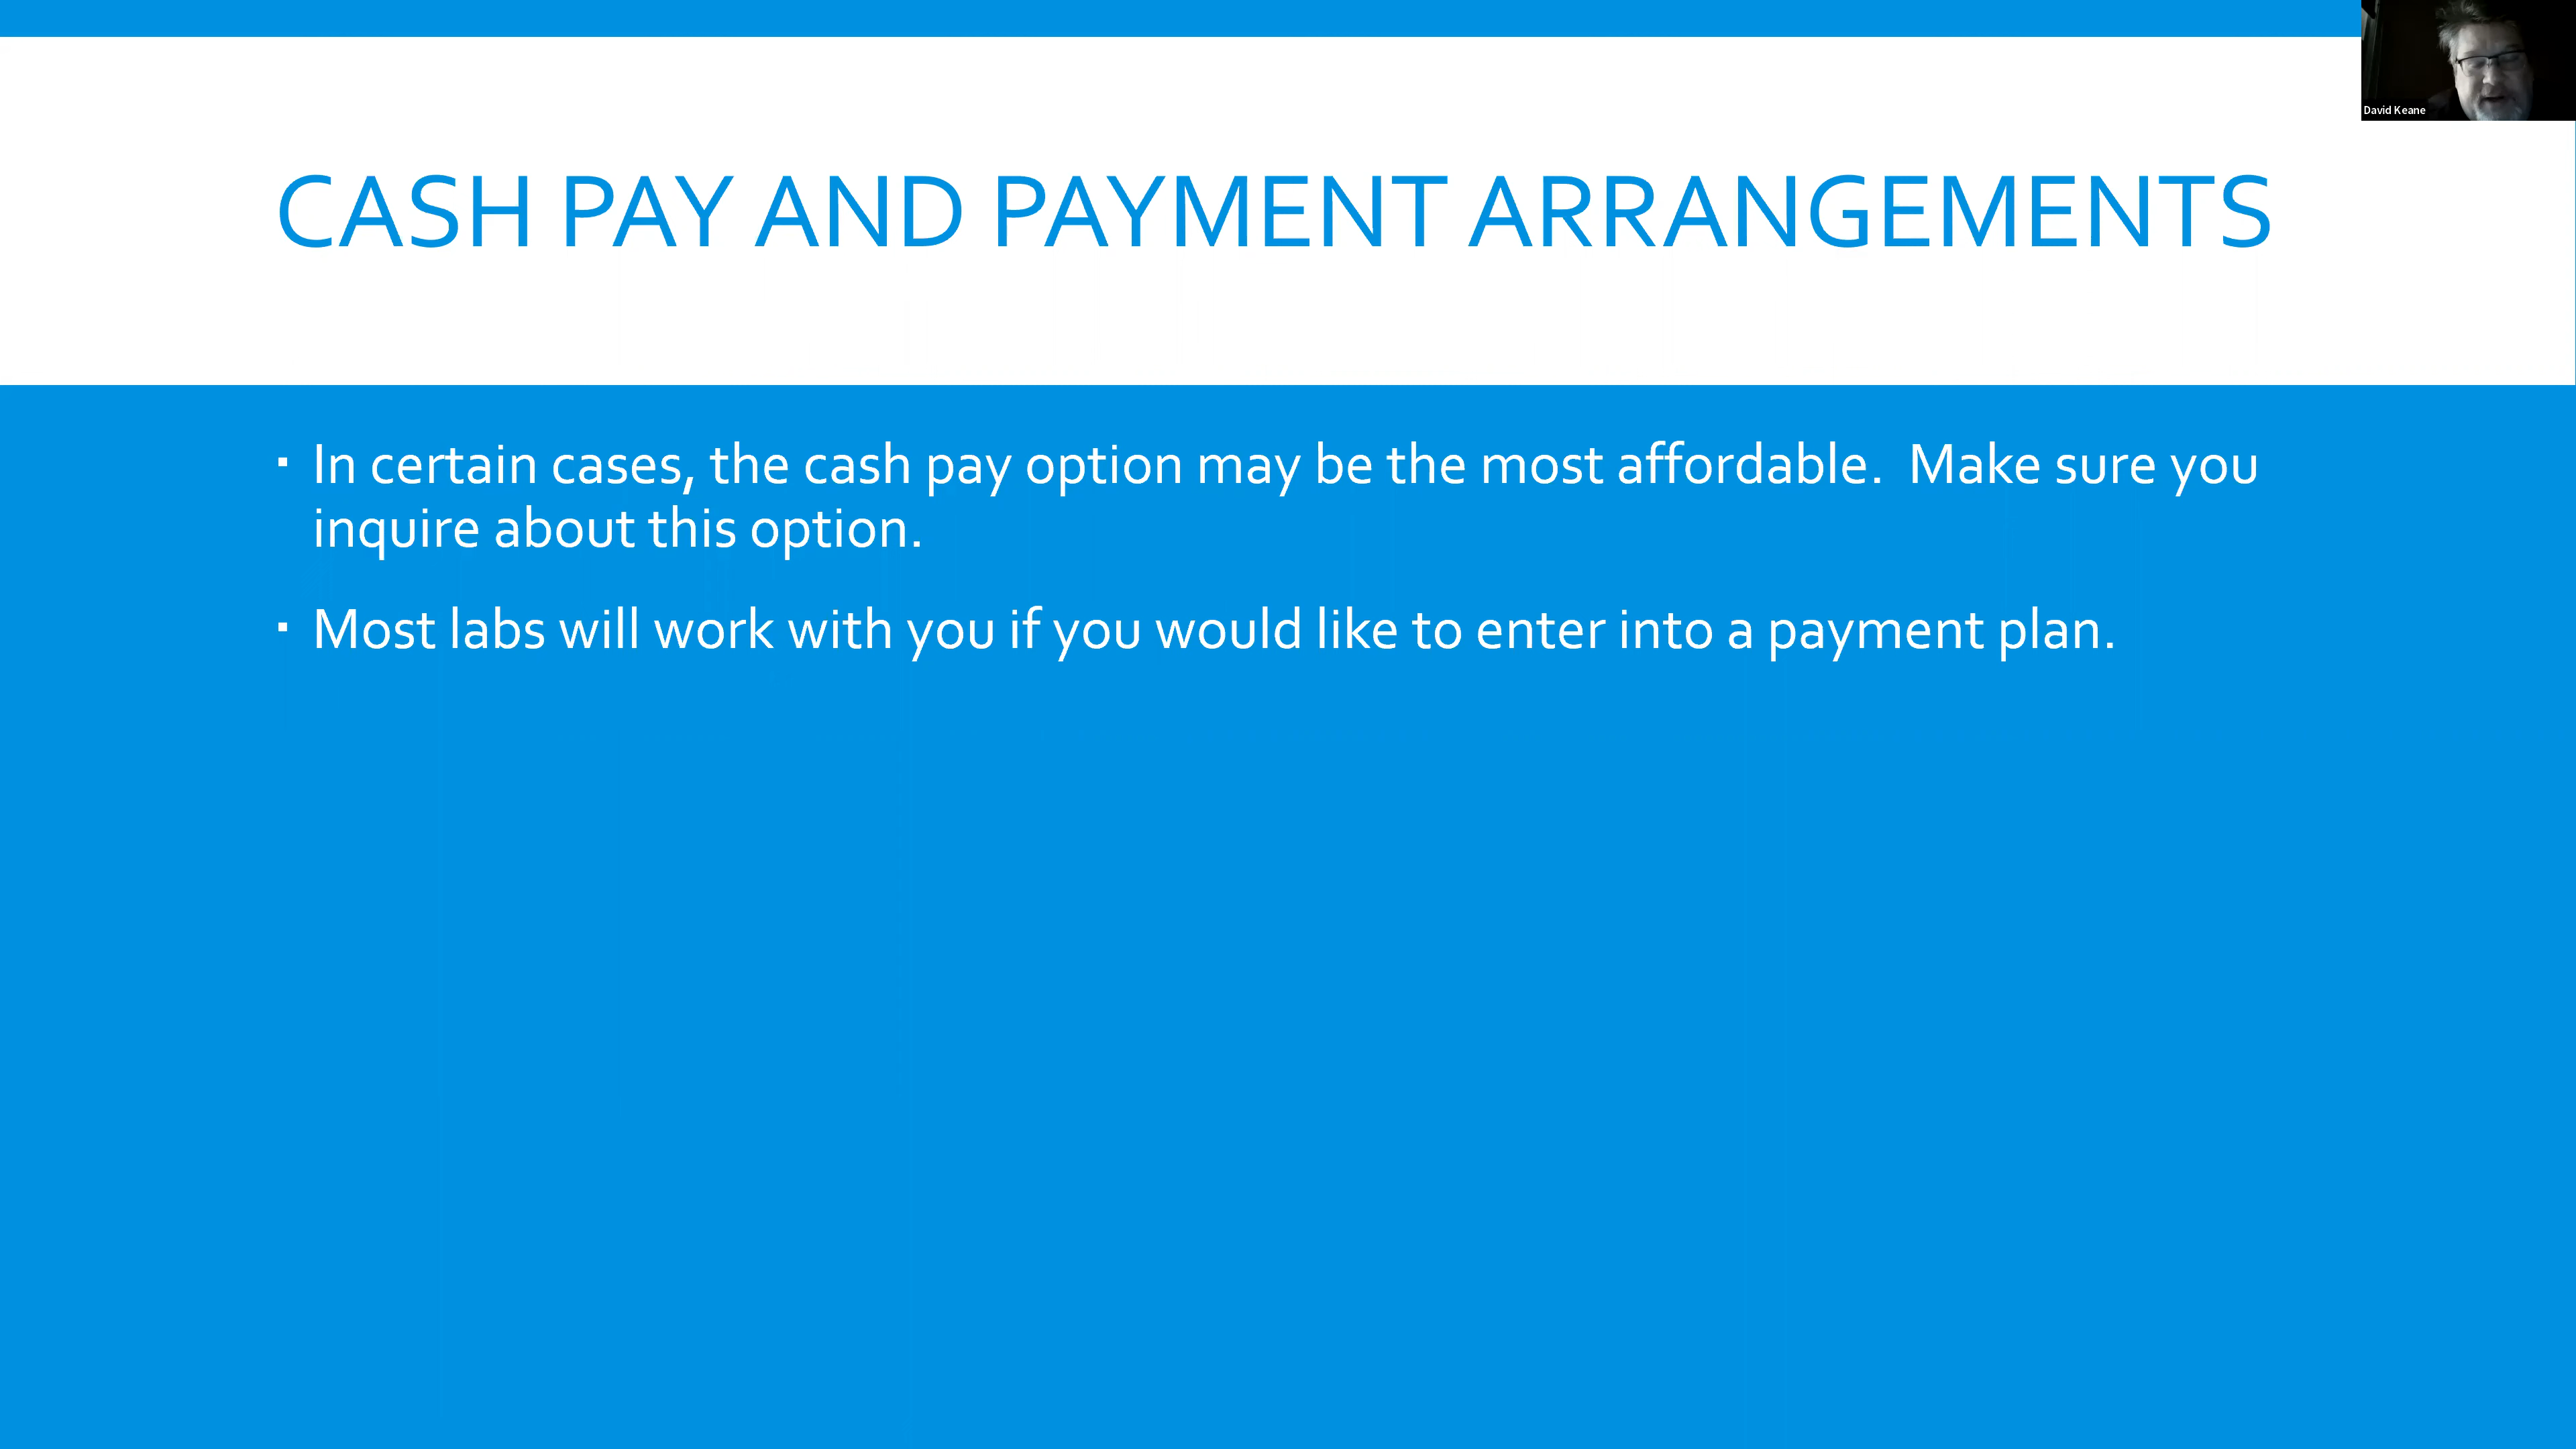 David Keane
CASH PAY AND PAYMENT ARRANGEMENTS
▪ In certain cases, the cash pay option may be the most affordable.  Make sure you
inquire about this option.
▪ Most labs will work with you if you would like to enter into a payment plan.